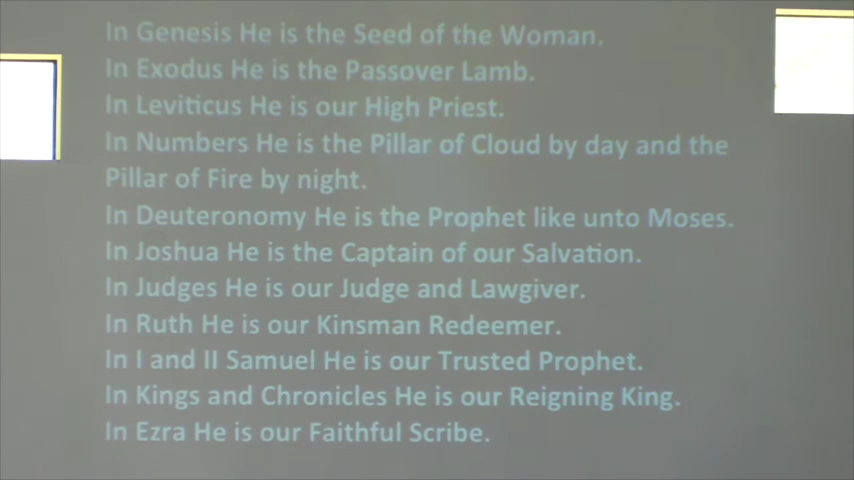 In Genesis He is the Seed of the Woman.
In Exodus He is the Passover Lamb.
In Leviticus He is our High Priest.
In Numbers He is the Pillar of Cloud by day and the
Pillar of Fire by night.
In Deuteronomy He is the Prophet like unto Moses.
In Joshua He is the Captain of our Salvation.
In Judges He is our Judge and Lawgiver.
In Ruth He is our Kinsman Redeemer.
In I and II Samuel He is our Trusted Prophet.
In Kings and Chronicles He is our Reigning King.
In Ezra He is our Faithful Scribe.